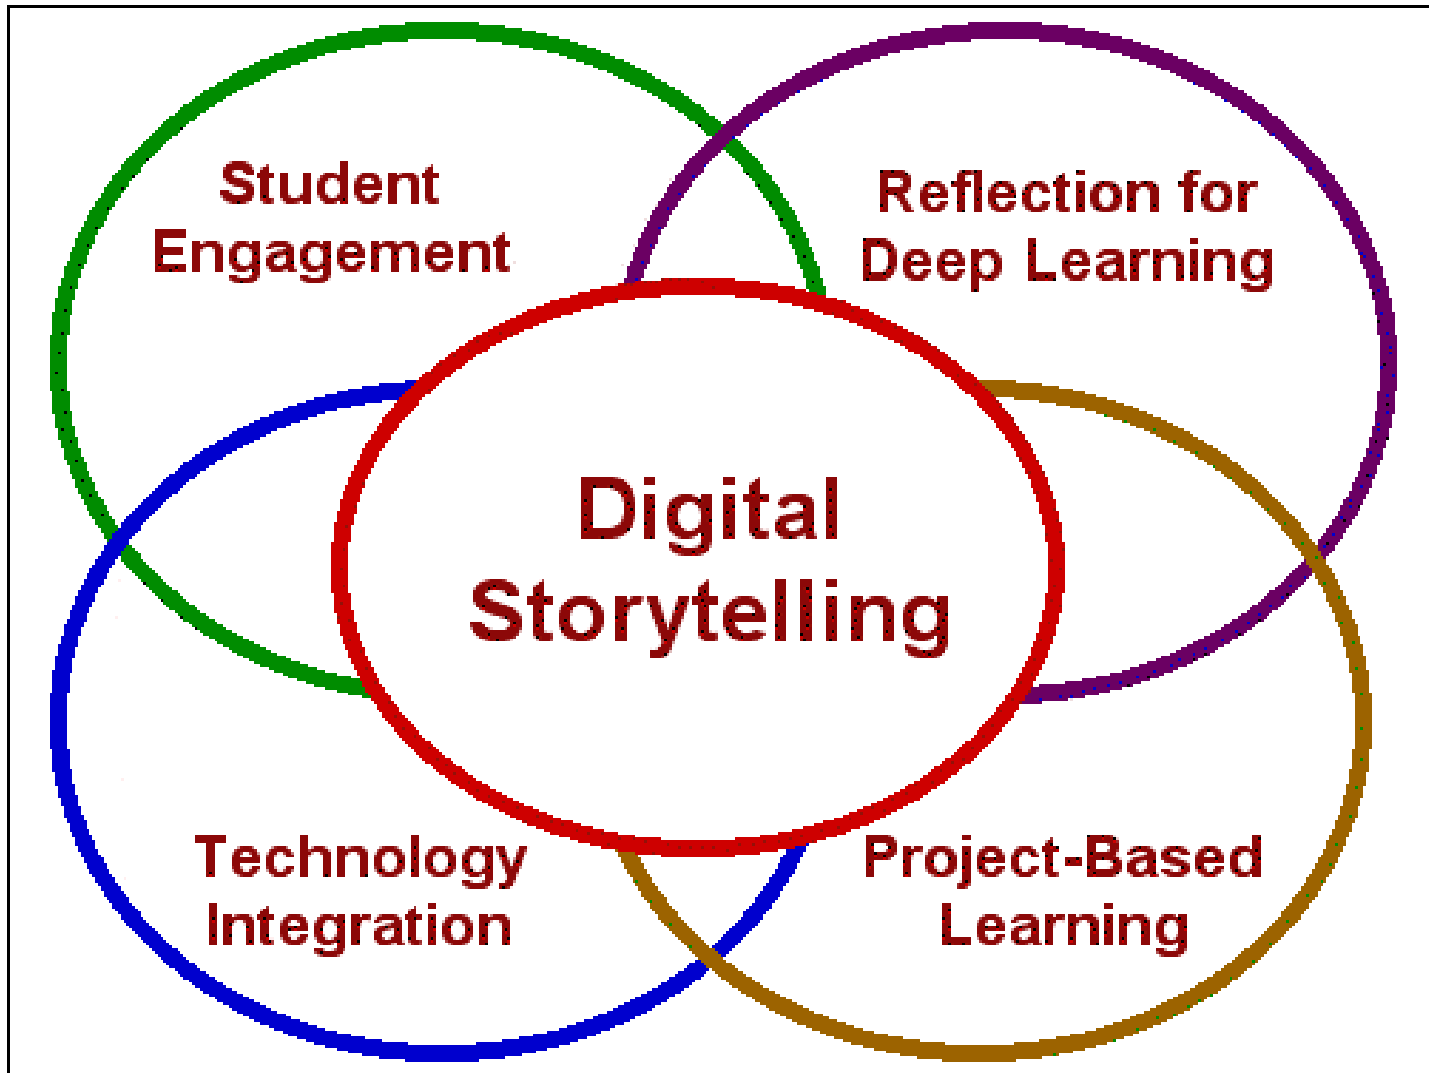 Student
Engagement
Reflection for
Deep Learning
Digital
Storytelling
Technology
Integration
Project-Based
Learning